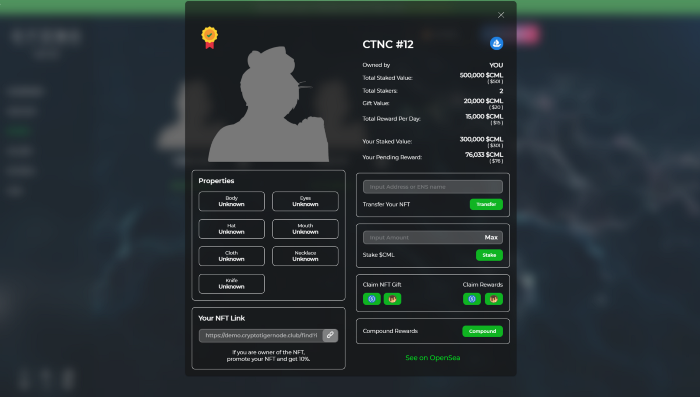 CTNC #12
Owned by
YOU
Total Staked Value:
500,000 $CML
( $501 )
Total Stakers:
2
Gift Value:
20,000 $CML
( $20 )
Total Reward Per Day:
15,000 $CML
( $15 )
Your Staked Value:
300,000 $CML
( $301 )
Your Pending Reward:
76,033 $CML
( $76 )
Properties
Body
Unknown
Eyes
Unknown
Hat
Unknown
Mouth
Unknown
Cloth
Unknown
Necklace
Unknown
Knife
Unknown
Your NFT Link
https://demo.cryptotigernode.club/find?i
If you are owner of the NFT,
promote your NFT and get 10%.
Input Address or ENS name
Transfer Your NFT
Transfer
Input Amount
Max
Stake $CML
Stake
Claim NFT Gift
Claim Rewards
Compound Rewards
Compound
See on OpenSea